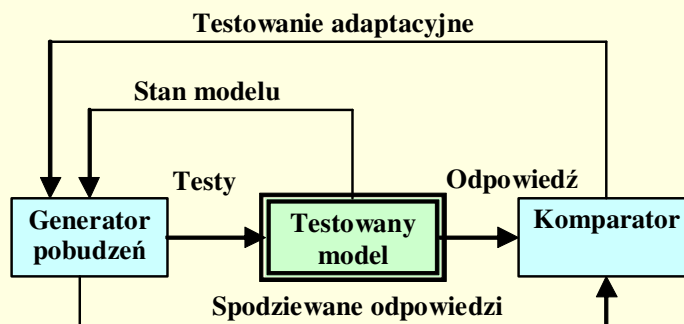 Testowanie adaptacyjne
Stan modelu
Testy
Odpowiedź
Generator
pobudzeń
Testowany
model
Komparator
Spodziewane odpowiedzi